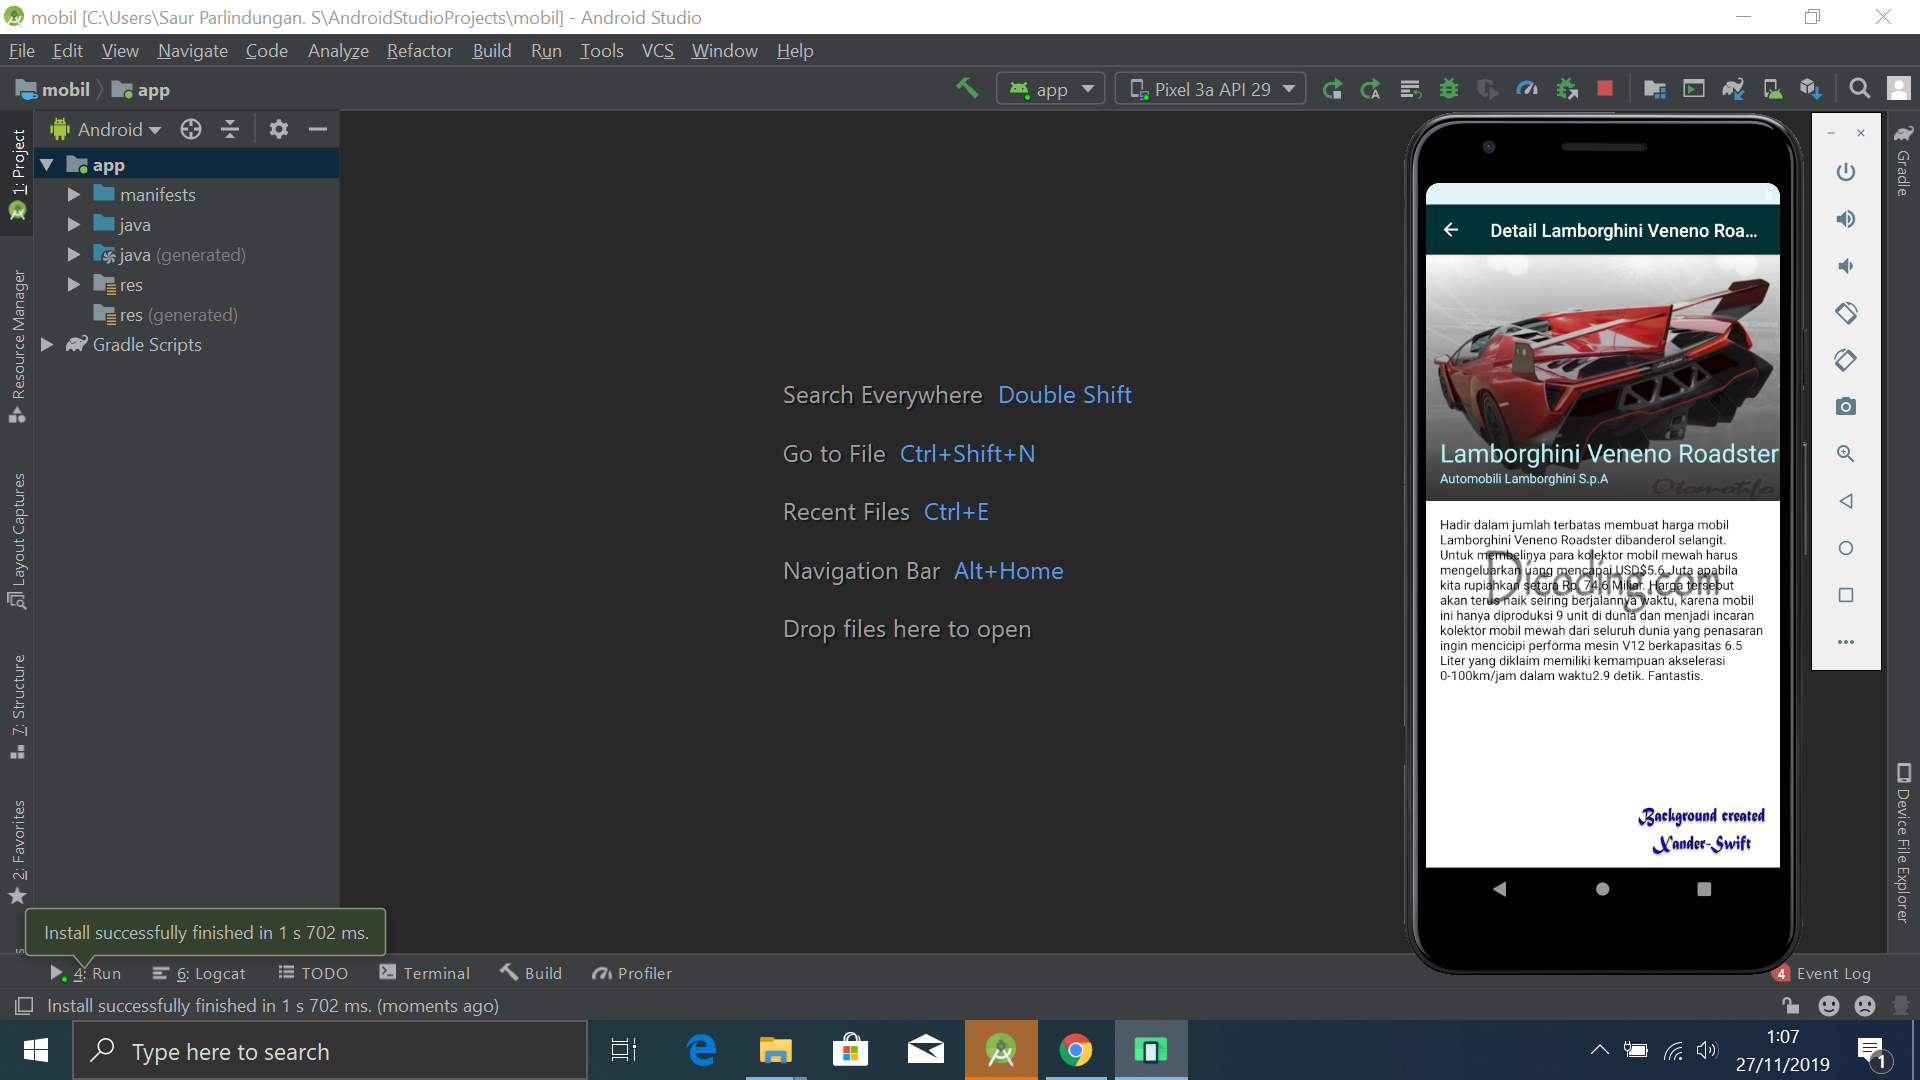 mobil [C:\Users\Saur Parlindungan. S\AndroidStudioProjects\mobil] - Android Studio
File Edit View Navigate Code Analyze Refactor Build Run Tools VCS Window Help
mobil app
app Pixel 3a API 29
1: Project
Resource Manager
Layout Captures
7: Structure
2: Favorites
Android
app
manifests
java
java (generated)
res
res (generated)
Gradle Scripts
Search Everywhere Double Shift
Go to File Ctrl+Shift+N
Recent Files Ctrl+E
Navigation Bar Alt+Home
Drop files here to open
Detail Lamborghini Veneno Roa...
Lamborghini Veneno Roadster
Automobili Lamborghini S.p.A
Otomotifo
Hadir dalam jumlah terbatas membuat harga mobil
Lamborghini Veneno Roadster dibanderol selangit.
Untuk membelinya para kolektor mobil mewah harus
mengeluarkan uang mencapai USD$5.6 Juta apabila
kita rupiahkan setara Rp. 74.6 Miliar. Harga tersebut
akan terus naik seiring berjalannya waktu, karena mobil
ini hanya diproduksi 9 unit di dunia dan menjadi incaran
kolektor mobil mewah dari seluruh dunia yang penasaran
ingin mencicipi performa mesin V12 berkapasitas 6.5
Liter yang diklaim memiliki kemampuan akselerasi
0-100km/jam dalam waktu2.9 detik. Fantastis.
Dicoding.com
Background created
Xander-Swift
Gradle
Device File Explorer
Install successfully finished in 1 s 702 ms.
4: Run 6: Logcat TODO Terminal Build Profiler 4 Event Log
Install successfully finished in 1 s 702 ms. (moments ago)
Type here to search
1:07
27/11/2019
1